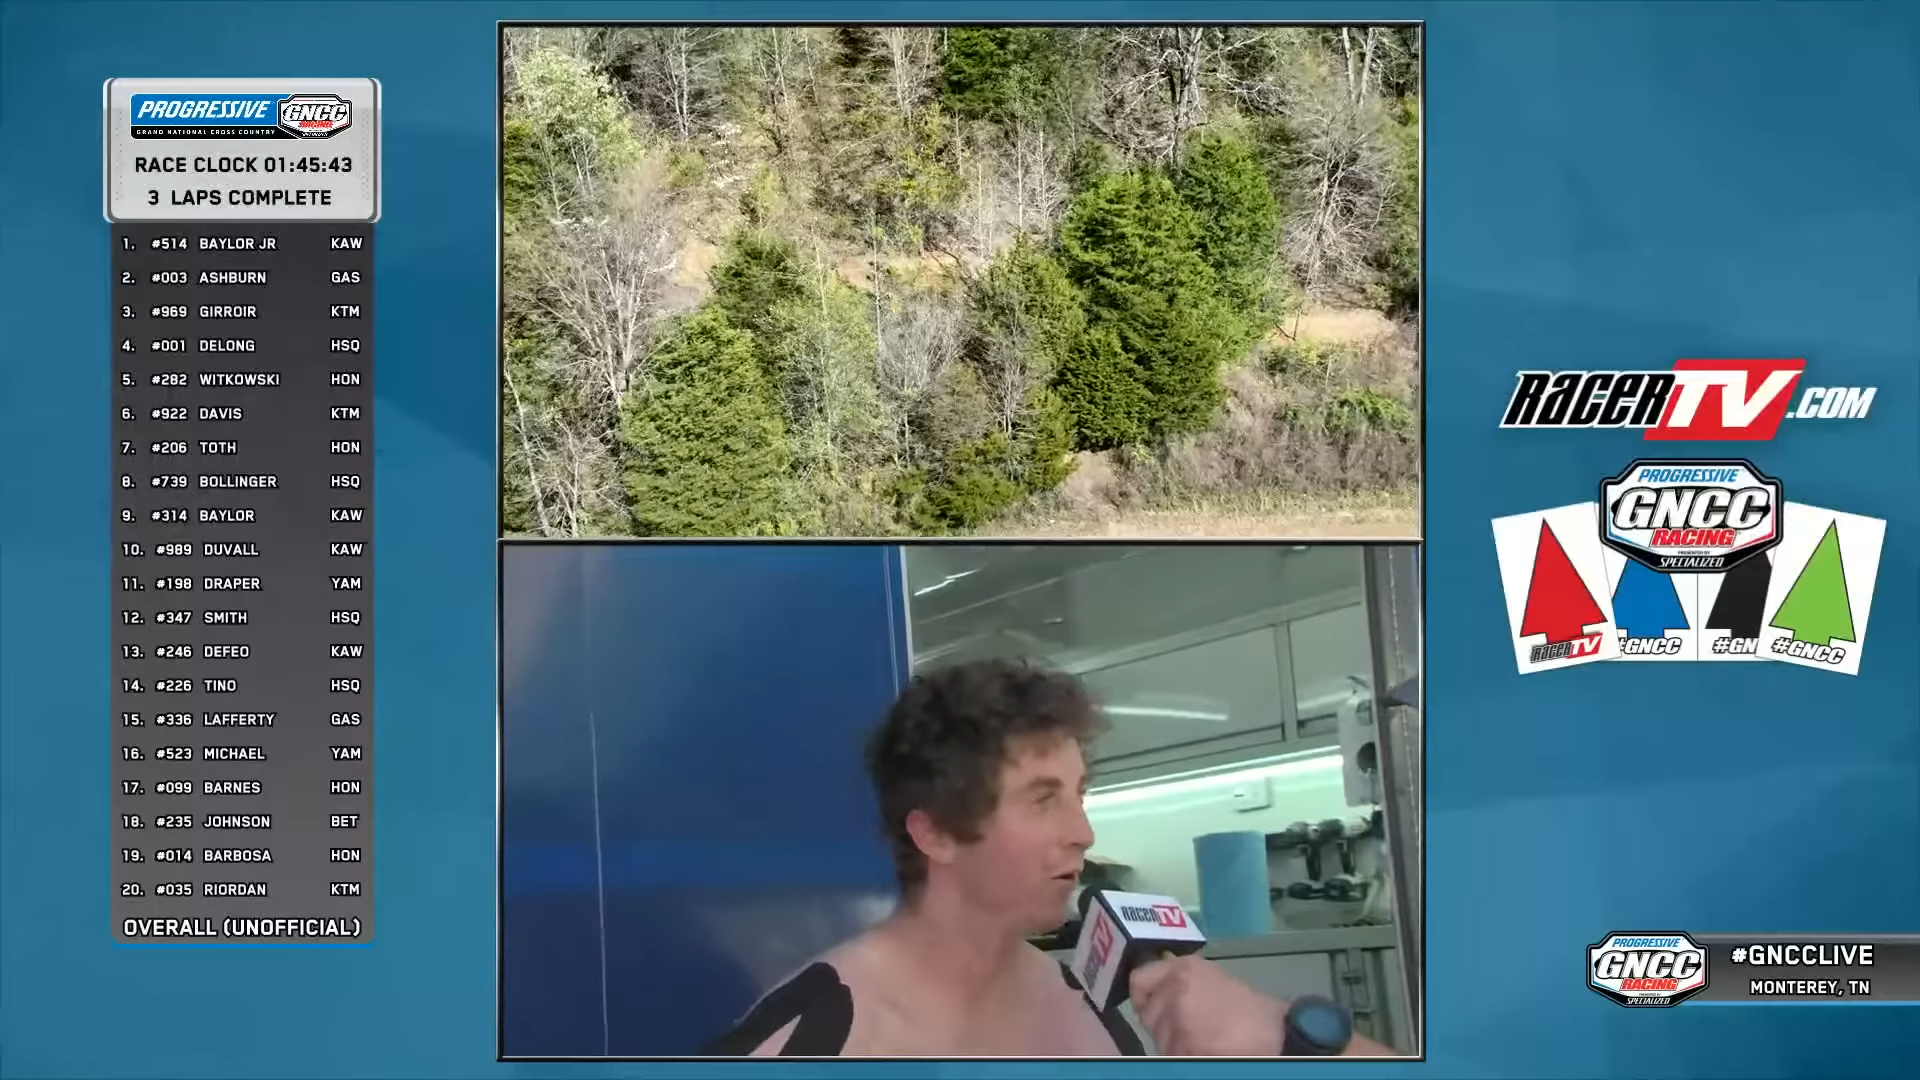 PROGRESSIVE GNCC RACING
GRAND NATIONAL CROSS COUNTRY
RACE CLOCK 01:45:43
3 LAPS COMPLETE
1. #514 BAYLOR JR KAW
2. #003 ASHBURN GAS
3. #969 GIRROIR KTM
4. #001 DELONG HSQ
5. #282 WITKOWSKI HON
6. #922 DAVIS KTM
7. #206 TOTH HON
8. #739 BOLLINGER HSQ
9. #314 BAYLOR KAW
10. #989 DUVALL KAW
11. #198 DRAPER YAM
12. #347 SMITH HSQ
13. #246 DEFEO KAW
14. #226 TINO HSQ
15. #336 LAFFERTY GAS
16. #523 MICHAEL YAM
17. #099 BARNES HON
18. #235 JOHNSON BET
19. #014 BARBOSA HON
20. #035 RIORDAN KTM
OVERALL (UNOFFICIAL)
RACERTV
RACERTV
RACERTV.COM
PROGRESSIVE
GNCC
RACING
PRESENTED BY
SPECIALIZED
RACERTV #GNCC #GN #GNCC
PROGRESSIVE
GNCC
RACING
SPECIALIZED
#GNCCLIVE
MONTEREY, TN